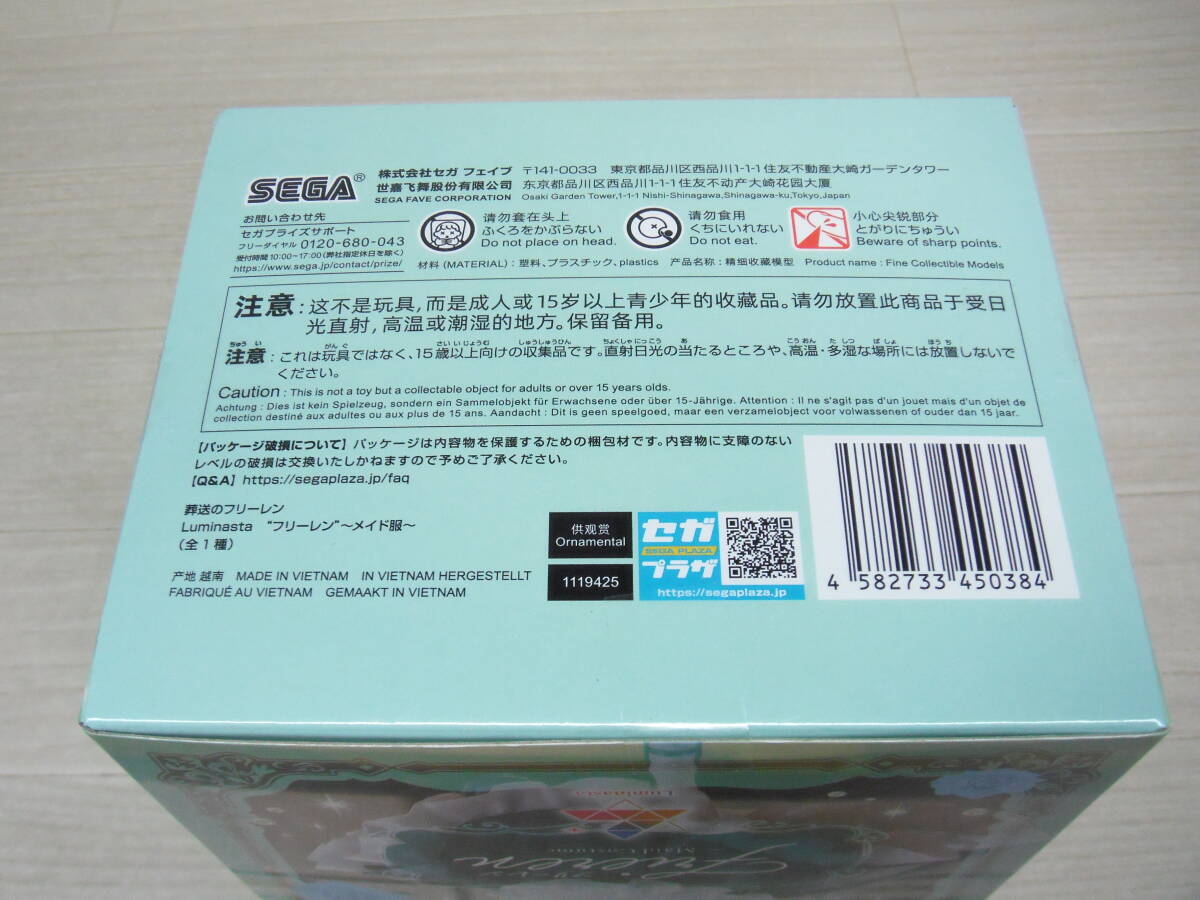 SEGA®
株式会社セガ フェイブ 〒141-0033 東京都品川区西品川1-1-1 住友不動産大崎ガーデンタワー
世嘉飞舞股份有限公司 东京都品川区西品川1-1-1住友不动产大崎花园大厦
SEGA FAVE CORPORATION Osaki Garden Tower,1-1-1 Nishi-Shinagawa,Shinagawa-ku,Tokyo,Japan
お問い合わせ先
セガプライズサポート
フリーダイヤル 0120-680-043
受付時間10:00~17:00(弊社指定休日を除く)
https://www.sega.jp/contact/prize/
请勿套在头上
ふくろをかぶらない
Do not place on head.
请勿食用
くちにいれない
Do not eat.
小心尖锐部分
とがりにちゅうい
Beware of sharp points.
材料(MATERIAL):塑料、プラスチック、plastics 产品名称:精细收藏模型 Product name:Fine Collectible Models
注意:这不是玩具,而是成人或15岁以上青少年的收藏品。请勿放置此商品于受日
光直射,高温或潮湿的地方。保留备用。
注意:これは玩具ではなく、15歳以上向けの収集品です。直射日光の当たるところや、高温・多湿な場所には放置しないで
ください。
Caution : This is not a toy but a collectable object for adults or over 15 years olds.
Achtung : Dies ist kein Spielzeug, sondern ein Sammelobjekt für Erwachsene oder über 15-Jährige. Attention : Il ne s'agit pas d'un jouet mais d'un objet de
collection destiné aux adultes ou aux plus de 15 ans. Aandacht : Dit is geen speelgoed, maar een verzamelobject voor volwassenen of ouder dan 15 jaar.
【パッケージ破損について】パッケージは内容物を保護するための梱包材です。内容物に支障のない
レベルの破損は交換いたしかねますので予めご了承ください。
【Q&A】https://segaplaza.jp/faq
葬送のフリーレン
Luminasta “フリーレン”～メイド服～
(全1種)
产地 越南 MADE IN VIETNAM IN VIETNAM HERGESTELLT
FABRIQUÉ AU VIETNAM GEMAAKT IN VIETNAM
供观赏
Ornamental
1119425
セガ
SEGA PLAZA
プラザ
https://segaplaza.jp
4 582733 450384
Luminasta
Maid Costume
Frieren